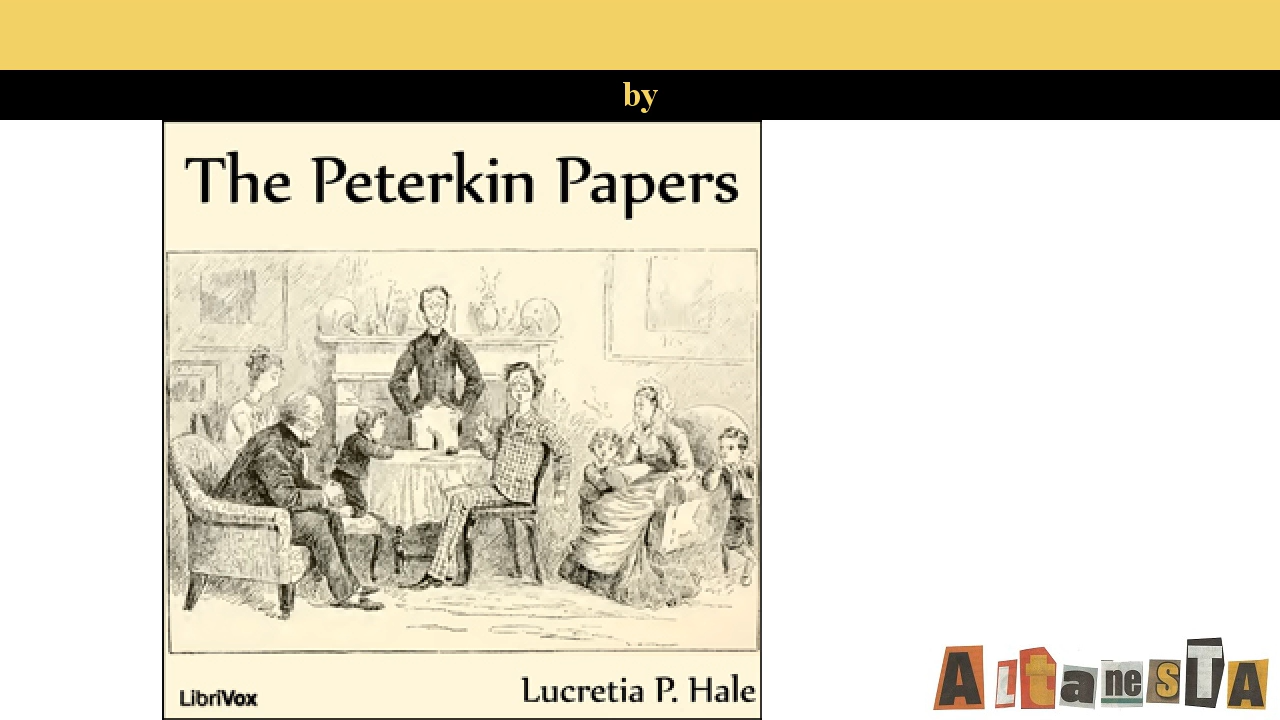 by
The Peterkin Papers
LibriVox
Lucretia P. Hale
AltanesTA